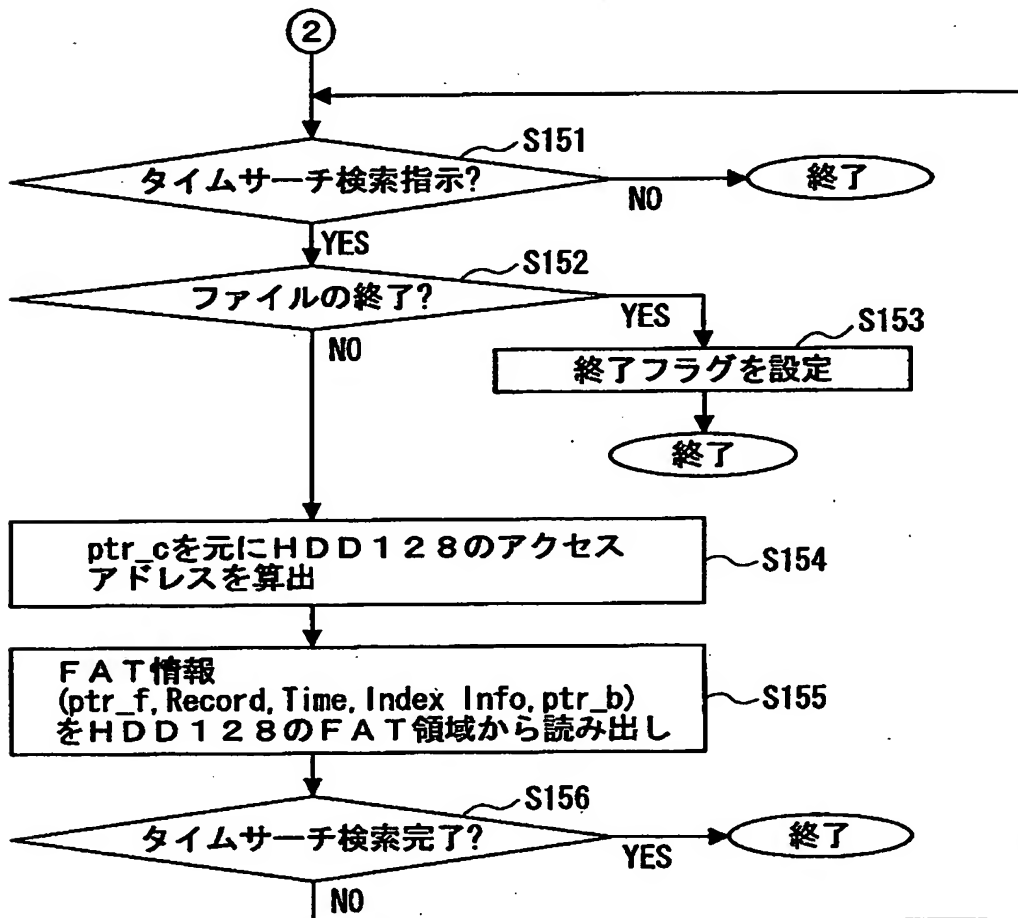 2
S151
タイムサーチ検索指示?
終了
NO
YES
S152
ファイルの終了?
YES
NO
S153
終了フラグを設定
終了
ptr_cを元にHDD128のアクセス
アドレスを算出
S154
FAT情報
(ptr_f,Record,Time,Index Info,ptr_b)
をHDD128のFAT領域から読み出し
S155
S156
タイムサーチ検索完了?
終了
YES
NO